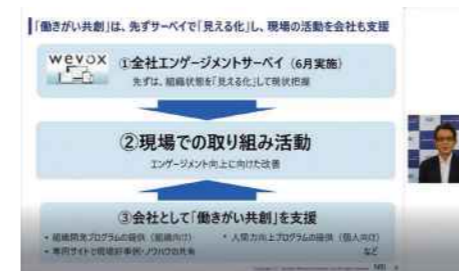 「働きがい共創」は、先ずサーベイで「見える化」し、現場の活動を会社も支援
wevox
①全社エンゲージメントサーベイ（6月実施）
先ずは、組織状態を「見える化」して現状把握
②現場での取り組み活動
エンゲージメント向上に向けた改善
③会社として「働きがい共創」を支援
・組織開発プログラムの提供（組織向け）
・人間力向上プログラムの提供（個人向け）
・専用サイトで現場好事例・ノウハウの共有
など